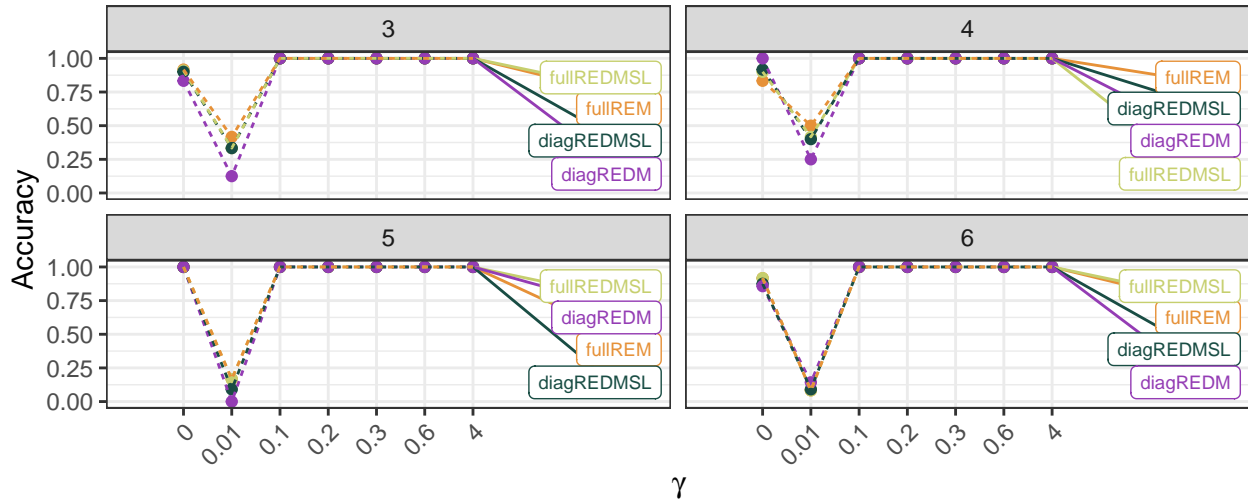 3
4
1.00
0.75
0.50
0.25
0.00
fullREDMSL
fullREM
diagREDMSL
diagREDM
fullREM
diagREDMSL
diagREDM
fullREDMSL
Accuracy
5
6
1.00
0.75
0.50
0.25
0.00
fullREDMSL
diagREDM
fullREM
diagREDMSL
fullREDMSL
fullREM
diagREDMSL
diagREDM
0 0.01 0.1 0.2 0.3 0.6 4
0 0.01 0.1 0.2 0.3 0.6 4
γ